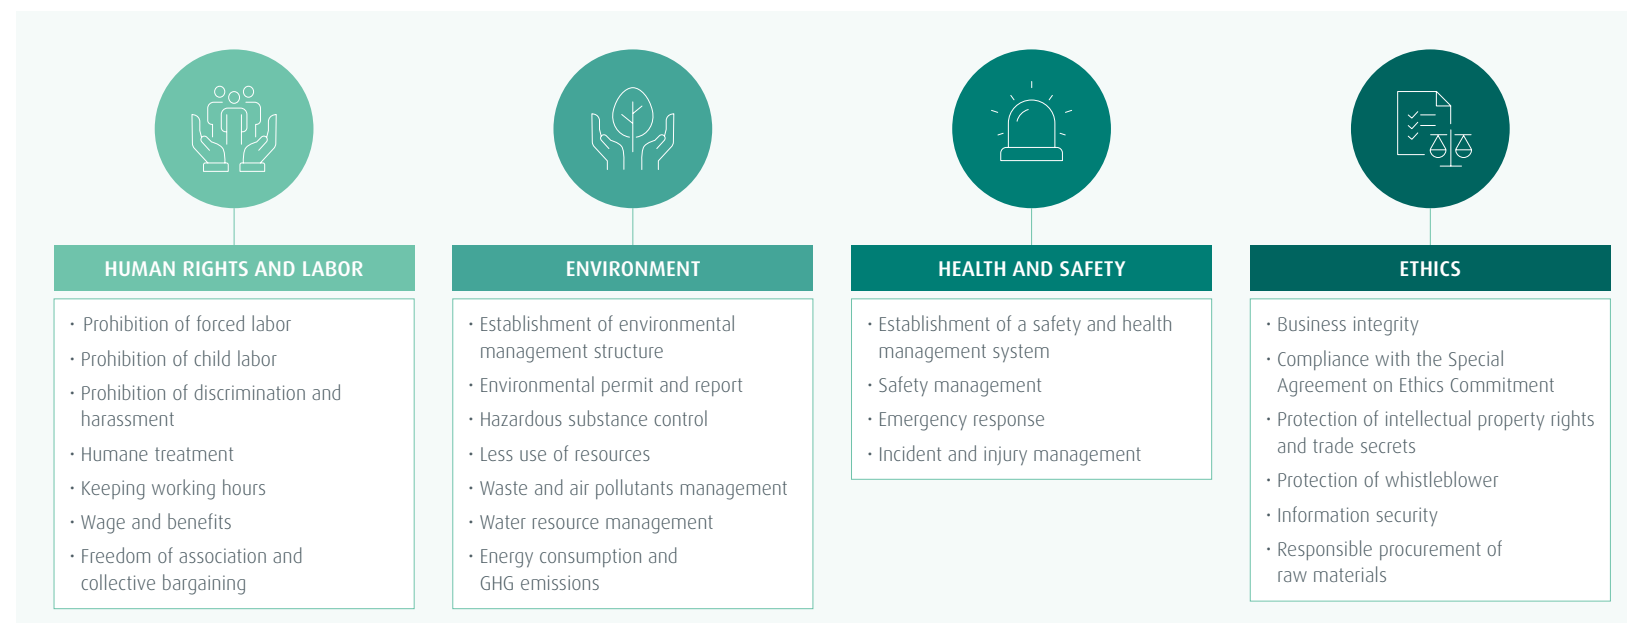 HUMAN RIGHTS AND LABOR
· Prohibition of forced labor
· Prohibition of child labor
· Prohibition of discrimination and
harassment
· Humane treatment
· Keeping working hours
· Wage and benefits
· Freedom of association and
collective bargaining
ENVIRONMENT
· Establishment of environmental
management structure
· Environmental permit and report
· Hazardous substance control
· Less use of resources
· Waste and air pollutants management
· Water resource management
· Energy consumption and
GHG emissions
HEALTH AND SAFETY
· Establishment of a safety and health
management system
· Safety management
· Emergency response
· Incident and injury management
ETHICS
· Business integrity
· Compliance with the Special
Agreement on Ethics Commitment
· Protection of intellectual property rights
and trade secrets
· Protection of whistleblower
· Information security
· Responsible procurement of
raw materials